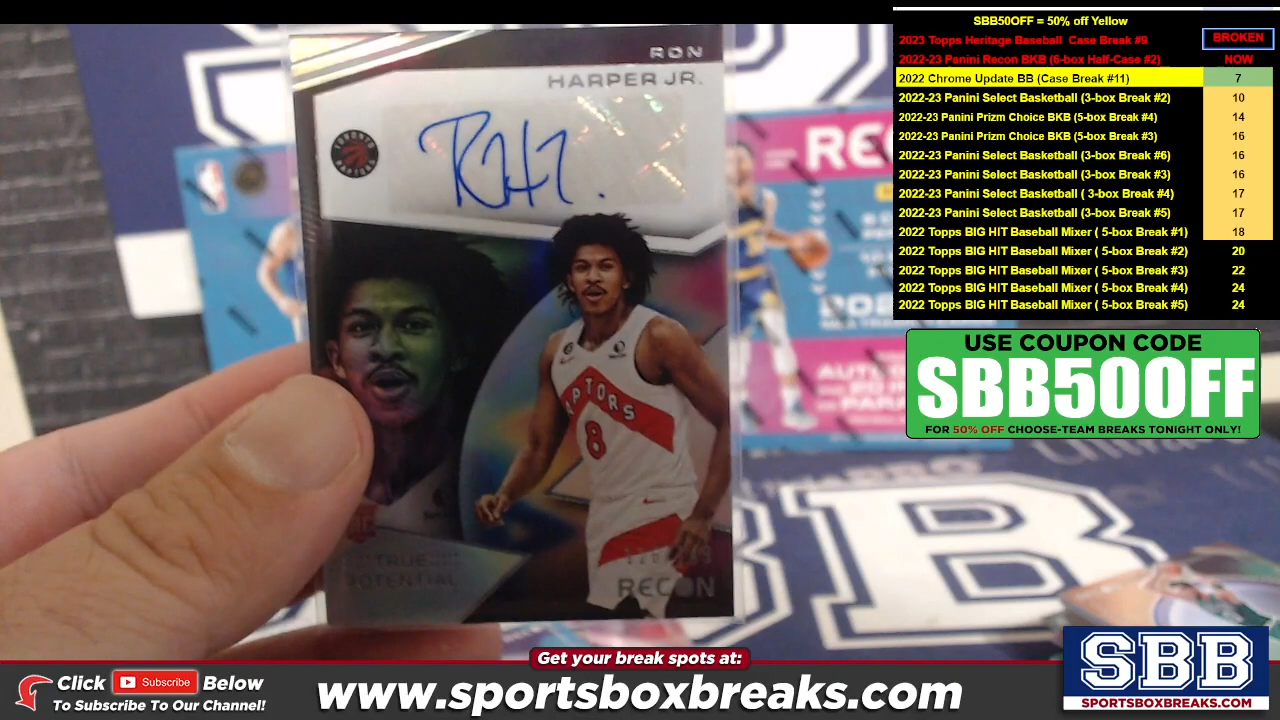 SBB50OFF = 50% off Yellow
2023 Topps Heritage Baseball Case Break #9 BROKEN
2022-23 Panini Recon BKB (6-box Half-Case #2) NOW
2022 Chrome Update BB (Case Break #11) 7
2022-23 Panini Select Basketball (3-box Break #2) 10
2022-23 Panini Prizm Choice BKB (5-box Break #4) 14
2022-23 Panini Prizm Choice BKB (5-box Break #3) 16
2022-23 Panini Select Basketball (3-box Break #6) 16
2022-23 Panini Select Basketball (3-box Break #3) 16
2022-23 Panini Select Basketball ( 3-box Break #4) 17
2022-23 Panini Select Basketball (3-box Break #5) 17
2022 Topps BIG HIT Baseball Mixer ( 5-box Break #1) 18
2022 Topps BIG HIT Baseball Mixer ( 5-box Break #2) 20
2022 Topps BIG HIT Baseball Mixer ( 5-box Break #3) 22
2022 Topps BIG HIT Baseball Mixer ( 5-box Break #4) 24
2022 Topps BIG HIT Baseball Mixer ( 5-box Break #5) 24
USE COUPON CODE
SBB50OFF
FOR 50% OFF CHOOSE-TEAM BREAKS TONIGHT ONLY!
RON
HARPER JR.
TORONTO
RAPTORS
RAPTORS
8
TRUE
POTENTIAL
RECON
B
Get your break spots at:
Click Subscribe Below
To Subscribe To Our Channel!
www.sportsboxbreaks.com
SBB
SPORTSBOXBREAKS.COM